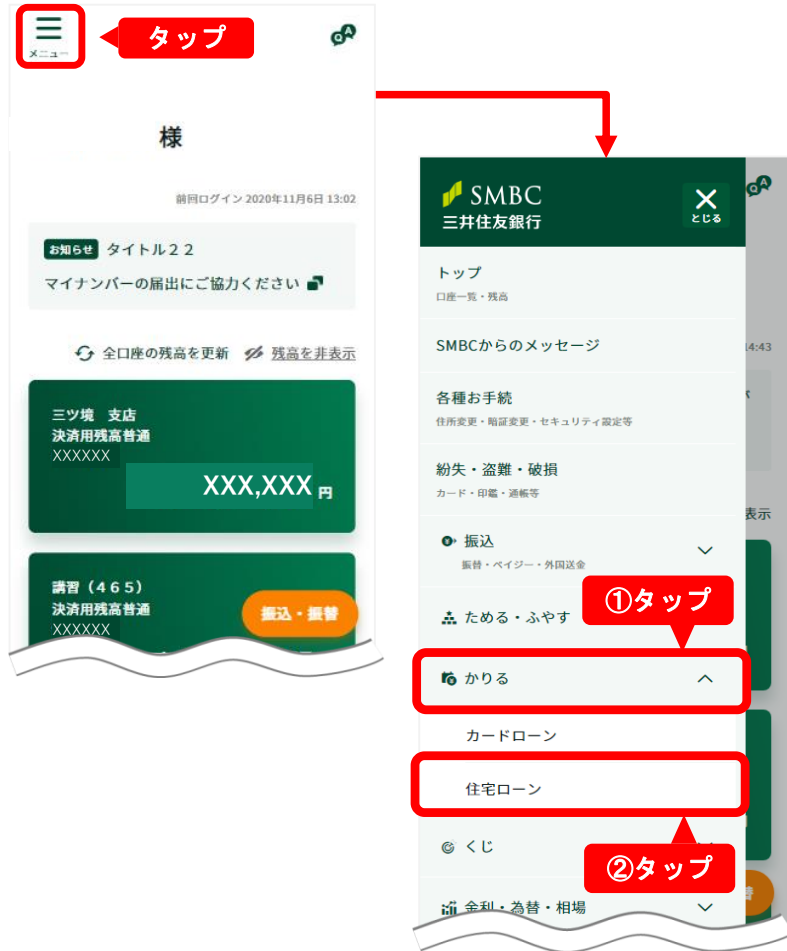 メニュー
タップ
様
前回ログイン 2020年11月6日 13:02
お知らせ タイトル２２
マイナンバーの届出にご協力ください
全口座の残高を更新 残高を非表示
三ツ境 支店
決済用残高普通
XXXXXX
XXX,XXX 円
講習（４６５）
決済用残高普通
XXXXXX
振込・振替
SMBC
三井住友銀行
とじる
トップ
口座一覧・残高
SMBCからのメッセージ
14:43
各種お手続
住所変更・暗証変更・セキュリティ設定等
紛失・盗難・破損
カード・印鑑・通帳等
表示
振込
振替・ペイジー・外国送金
①タップ
ためる・ふやす
かりる
カードローン
住宅ローン
くじ
②タップ
金利・為替・相場
替